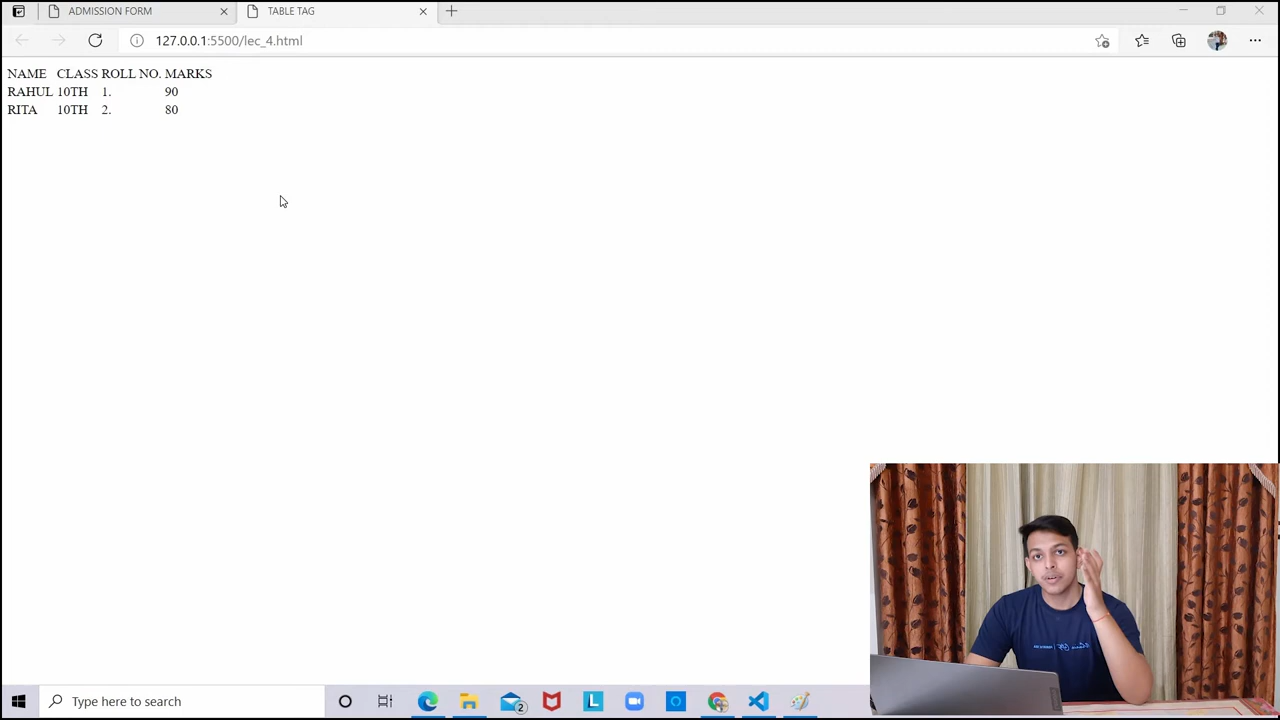 ADMISSION FORM
TABLE TAG
127.0.0.1:5500/lec_4.html
NAME CLASS ROLL NO. MARKS
RAHUL 10TH 1. 90
RITA 10TH 2. 80
Type here to search
2
L